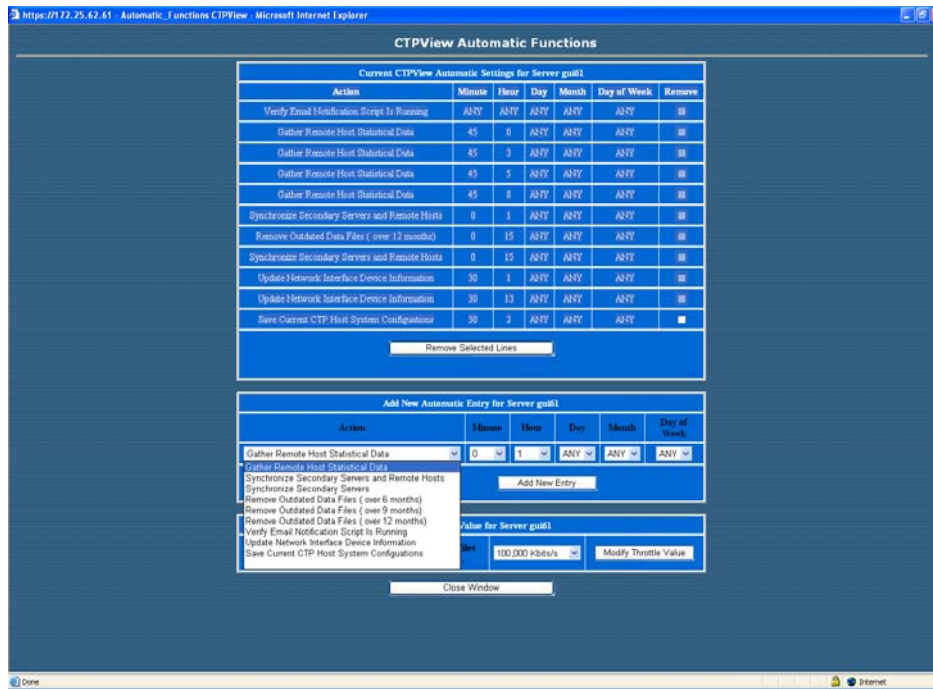 https://172.25.62.61 - Automatic_Functions CTPView - Microsoft Internet Explorer
CTPView Automatic Functions
Current CTPView Automatic Settings for Server gui61
Action Minute Hour Day Month Day of Week Remove
Verify Email Notification Script Is Running ANY ANY ANY ANY ANY
Gather Remote Host Statistical Data 45 0 ANY ANY ANY
Gather Remote Host Statistical Data 45 3 ANY ANY ANY
Gather Remote Host Statistical Data 45 5 ANY ANY ANY
Gather Remote Host Statistical Data 45 8 ANY ANY ANY
Synchronize Secondary Servers and Remote Hosts 0 1 ANY ANY ANY
Remove Outdated Data Files ( over 12 months) 0 15 ANY ANY ANY
Synchronize Secondary Servers and Remote Hosts 0 15 ANY ANY ANY
Update Network Interface Device Information 30 1 ANY ANY ANY
Update Network Interface Device Information 30 13 ANY ANY ANY
Save Current CTP Host System Configuations 30 2 ANY ANY ANY
Remove Selected Lines
Add New Automatic Entry for Server gui61
Action Minute Hour Day Month Day of Week
Gather Remote Host Statistical Data 0 1 ANY ANY ANY
Gather Remote Host Statistical Data
Synchronize Secondary Servers and Remote Hosts
Synchronize Secondary Servers
Remove Outdated Data Files ( over 6 months)
Remove Outdated Data Files ( over 9 months)
Remove Outdated Data Files ( over 12 months)
Verify Email Notification Script Is Running
Update Network Interface Device Information
Save Current CTP Host System Configuations
Add New Entry
Value for Server gui61
100,000 Kbits/s Modify Throttle Value
Close Window
Done Internet